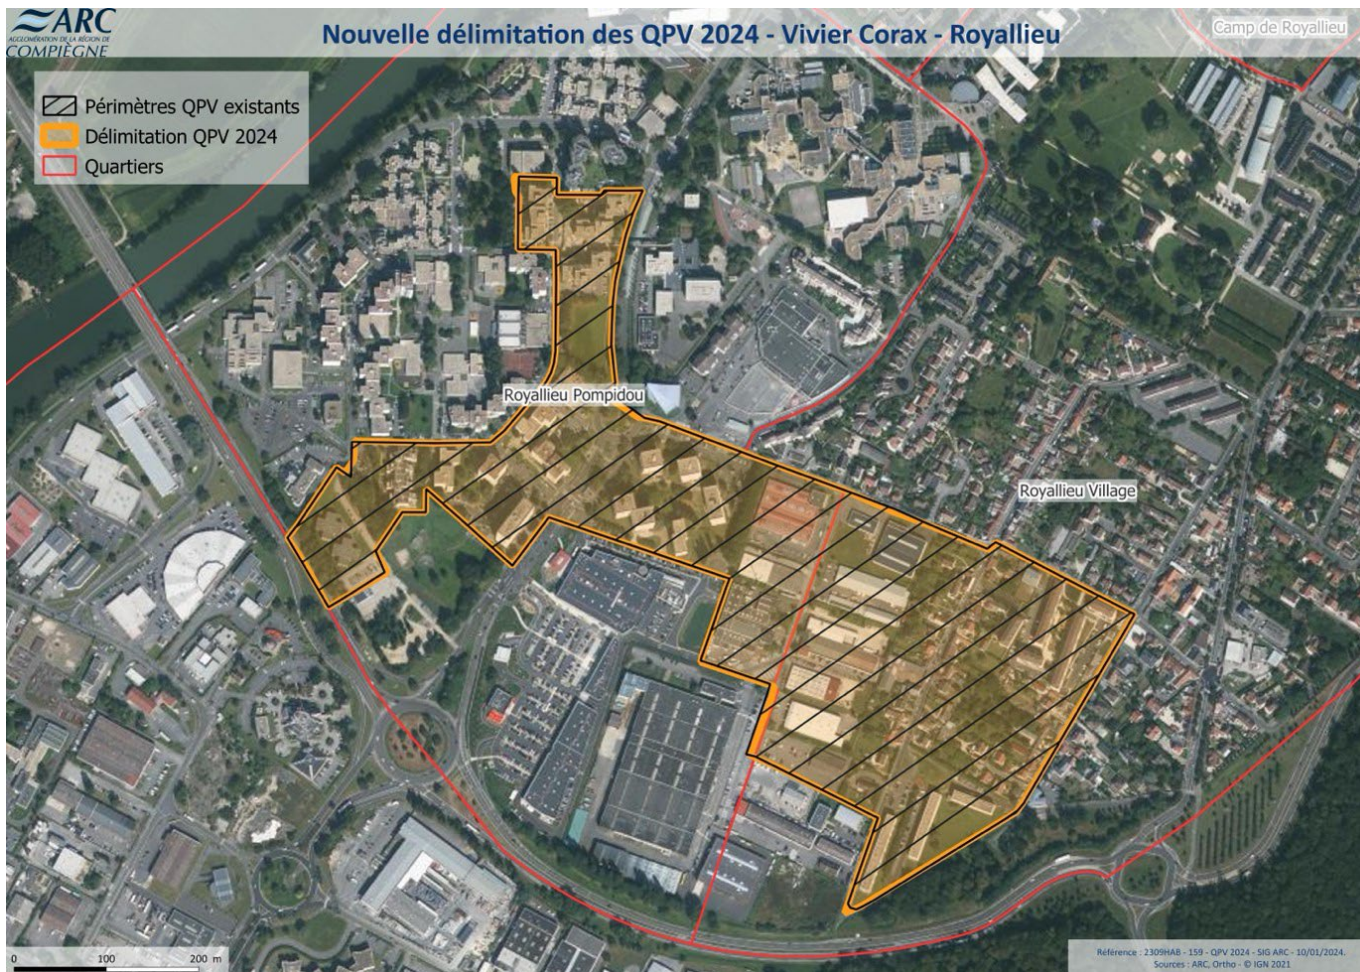 ARC
AGGLOMÉRATION DE LA RÉGION DE
COMPIÈGNE
Nouvelle délimitation des QPV 2024 - Vivier Corax - Royallieu
Camp de Royallieu
Périmètres QPV existants
Délimitation QPV 2024
Quartiers
Royallieu Pompidou
Royallieu Village
0 100 200 m
Référence : 2309HAB - 159 - QPV 2024 - SIG ARC - 10/01/2024.
Sources : ARC, Ortho - © IGN 2021